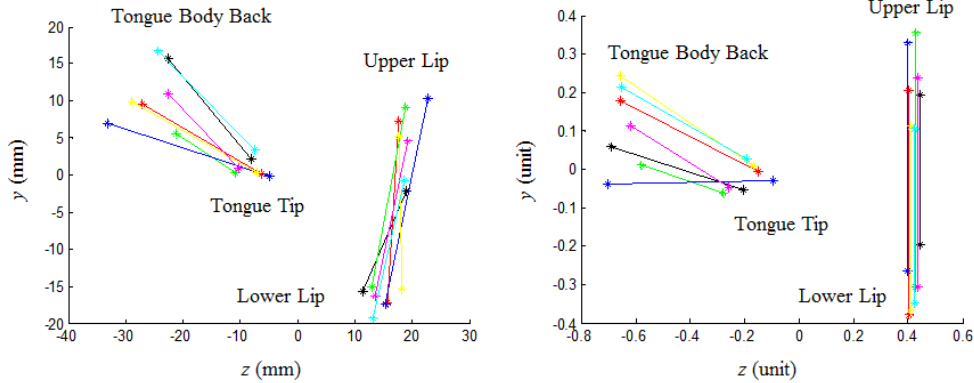 Tongue Body Back
Upper Lip
Tongue Tip
Lower Lip
y (mm)
20
15
10
5
0
-5
-10
-15
-20
-40
-30
-20
-10
0
10
20
30
z (mm)
Upper Lip
Tongue Body Back
Tongue Tip
Lower Lip
y (unit)
0.4
0.3
0.2
0.1
0
-0.1
-0.2
-0.3
-0.4
-0.8
-0.6
-0.4
-0.2
0
0.2
0.4
0.6
z (unit)